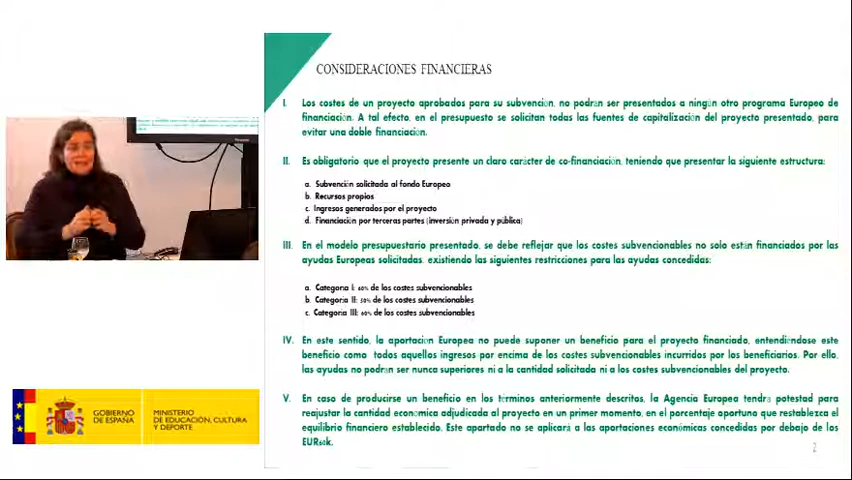 CONSIDERACIONES FINANCIERAS
I. Los costes de un proyecto aprobados para su subvención, no podrán ser presentados a ningún otro programa Europeo de
financiación. A tal efecto, en el presupuesto se solicitan todas las fuentes de capitalización del proyecto presentado, para
evitar una doble financiación.
II. Es obligatorio que el proyecto presente un claro carácter de co-financiación, teniendo que presentar la siguiente estructura:
a. Subvención solicitada al fondo Europeo
b. Recursos propios
c. Ingresos generados por el proyecto
d. Financiación por terceras partes (inversión privada y pública)
III. En el modelo presupuestario presentado, se debe reflejar que los costes subvencionables no solo están financiados por las
ayudas Europeas solicitadas, existiendo las siguientes restricciones para las ayudas concedidas:
a. Categoría I: 60% de los costes subvencionables
b. Categoría II: 50% de los costes subvencionables
c. Categoría III: 60% de los costes subvencionables
IV. En este sentido, la aportación Europea no puede suponer un beneficio para el proyecto financiado, entendiéndose este
beneficio como todos aquellos ingresos por encima de los costes subvencionables incurridos por los beneficiarios. Por ello,
las ayudas no podrán ser nunca superiores ni a la cantidad solicitada ni a los costes subvencionables del proyecto.
V. En caso de producirse un beneficio en los términos anteriormente descritos, la Agencia Europea tendrá potestad para
reajustar la cantidad económica adjudicada al proyecto en un primer momento, en el porcentaje oportuno que restablezca el
equilibrio financiero establecido. Este apartado no se aplicará a las aportaciones económicas concedidas por debajo de los
EUR60k.
2
GOBIERNO
DE ESPAÑA
MINISTERIO
DE EDUCACIÓN, CULTURA
Y DEPORTE